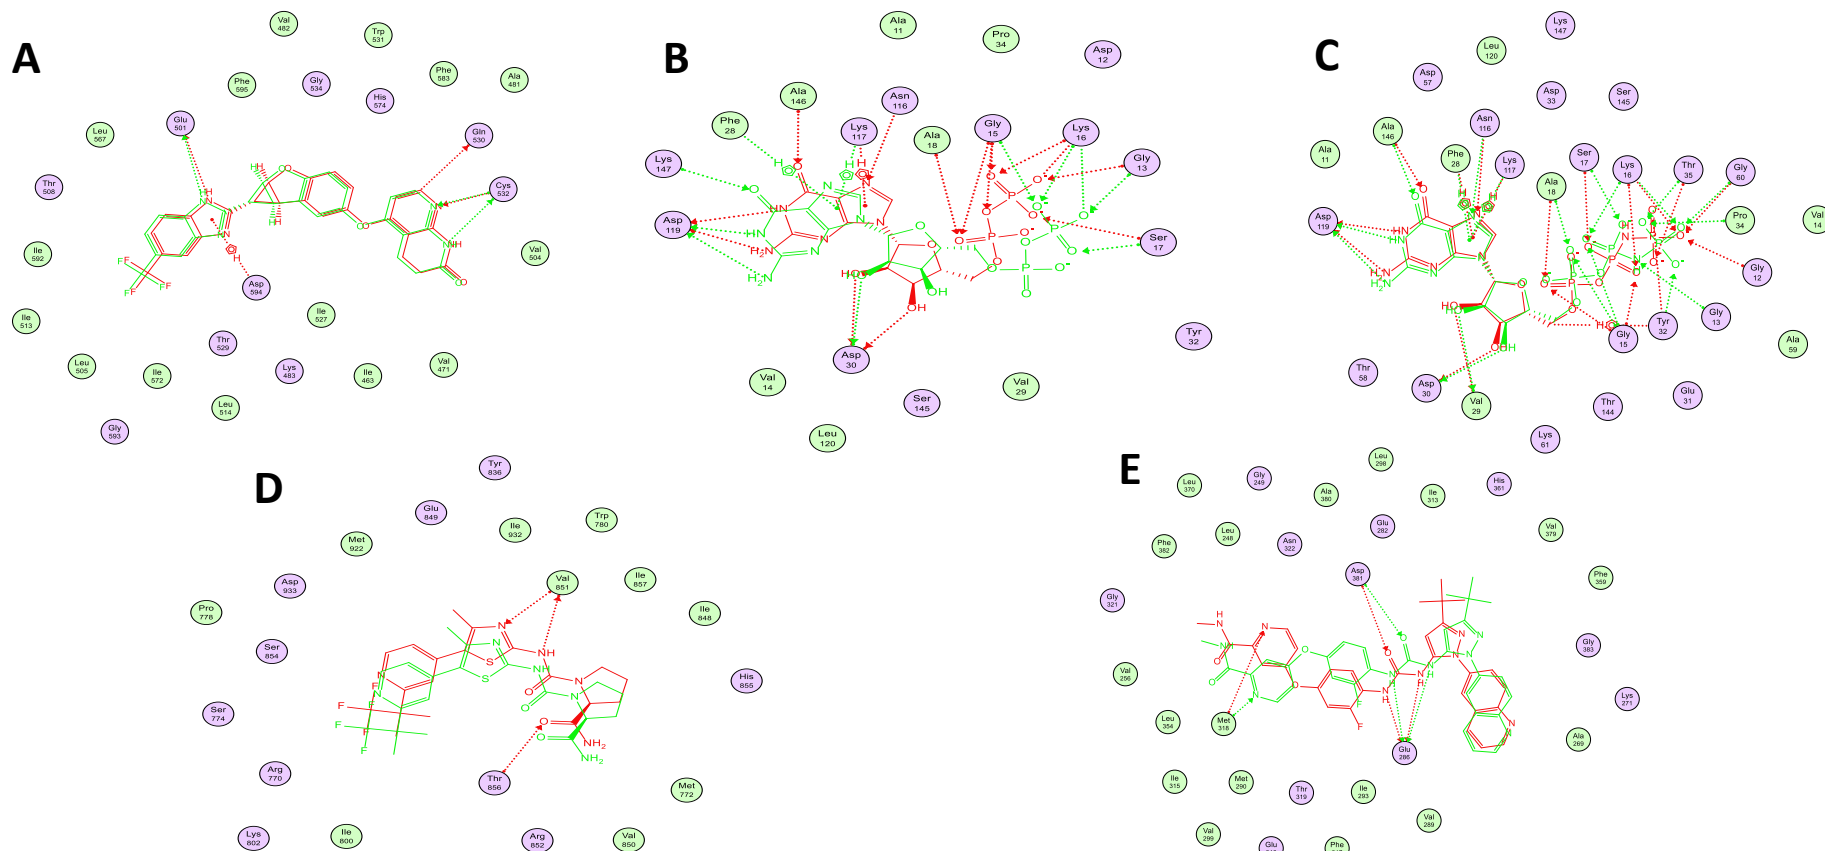 A
Val
482
Trp
531
Phe
595
Gly
534
Phe
583
Ala
481
His
574
Glu
501
Leu
567
Gln
530
Thr
508
Cys
532
Ile
592
Val
504
Asp
594
Ile
513
Ile
527
Thr
529
Leu
505
Ile
572
Lys
483
Ile
463
Val
471
Leu
514
Gly
593
B
Ala
11
Pro
34
Asp
12
Ala
146
Asn
116
Phe
28
Lys
117
Ala
18
Gly
15
Lys
16
Gly
13
Lys
147
Asp
119
Ser
17
Tyr
32
Asp
30
Val
14
Ser
145
Val
29
Leu
120
C
Lys
147
Leu
120
Asp
57
Asp
33
Ser
145
Ala
146
Asn
116
Ala
11
Phe
28
Lys
117
Ser
17
Lys
16
Thr
35
Gly
60
Ala
18
Asp
119
Pro
34
Val
14
Gly
12
Gly
13
Tyr
32
Gly
15
Ala
59
Thr
58
Asp
30
Val
29
Thr
144
Glu
31
Lys
61
D
Tyr
836
Glu
849
Ile
932
Trp
780
Met
922
Val
851
Ile
857
Asp
933
Pro
778
Ile
848
Ser
854
His
855
Ser
774
Arg
770
Thr
856
Met
772
Lys
802
Ile
800
Arg
852
Val
850
E
Leu
298
Leu
370
Gly
249
Ala
380
Ile
313
His
361
Phe
382
Leu
248
Asn
322
Glu
282
Val
379
Asp
381
Phe
359
Gly
321
Gly
383
Val
256
Lys
271
Leu
354
Met
318
Glu
286
Ala
269
Ile
315
Met
290
Thr
319
Ile
293
Val
299
Val
289
Glu
Phe